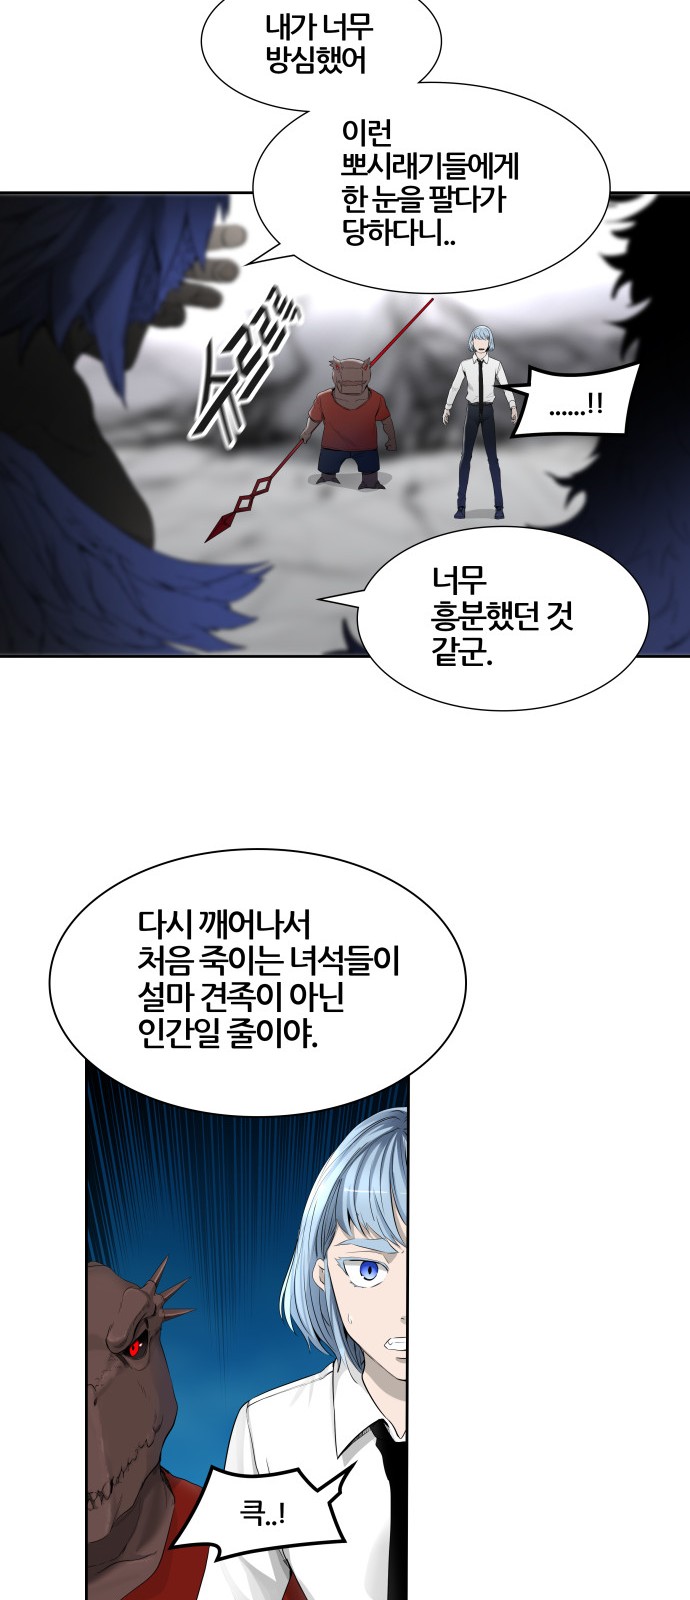 내가 너무
방심했어
이런
뽀시래기들에게
한 눈을 팔다가
당하다니..
수르르륵
......!!
너무
흥분했던 것
같군.
다시 깨어나서
처음 죽이는 녀석들이
설마 견족이 아닌
인간일 줄이야.
큭..!